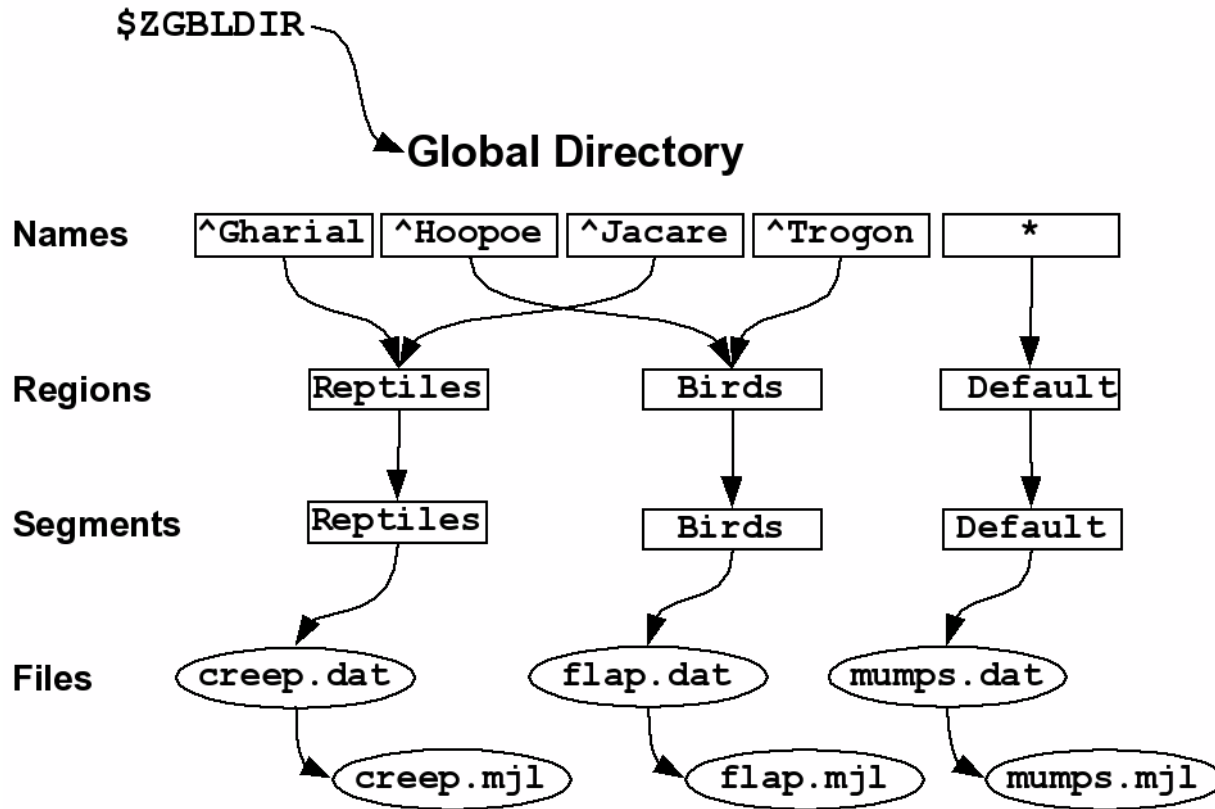 $ZGBLDIR
Global Directory
Names ^Gharial ^Hoopoe ^Jacare ^Trogon *
Regions Reptiles Birds Default
Segments Reptiles Birds Default
Files creep.dat flap.dat mumps.dat
creep.mjl flap.mjl mumps.mjl